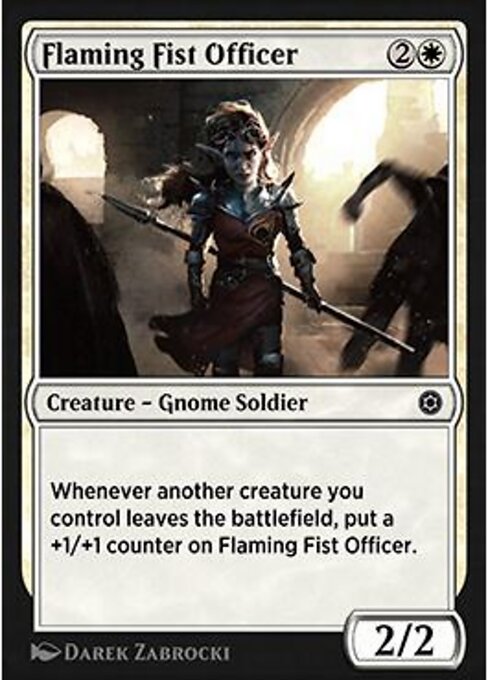 Flaming Fist Officer 2
Creature – Gnome Soldier
Whenever another creature you
control leaves the battlefield, put a
+1/+1 counter on Flaming Fist Officer.
2/2
DAREK ZABROCKI